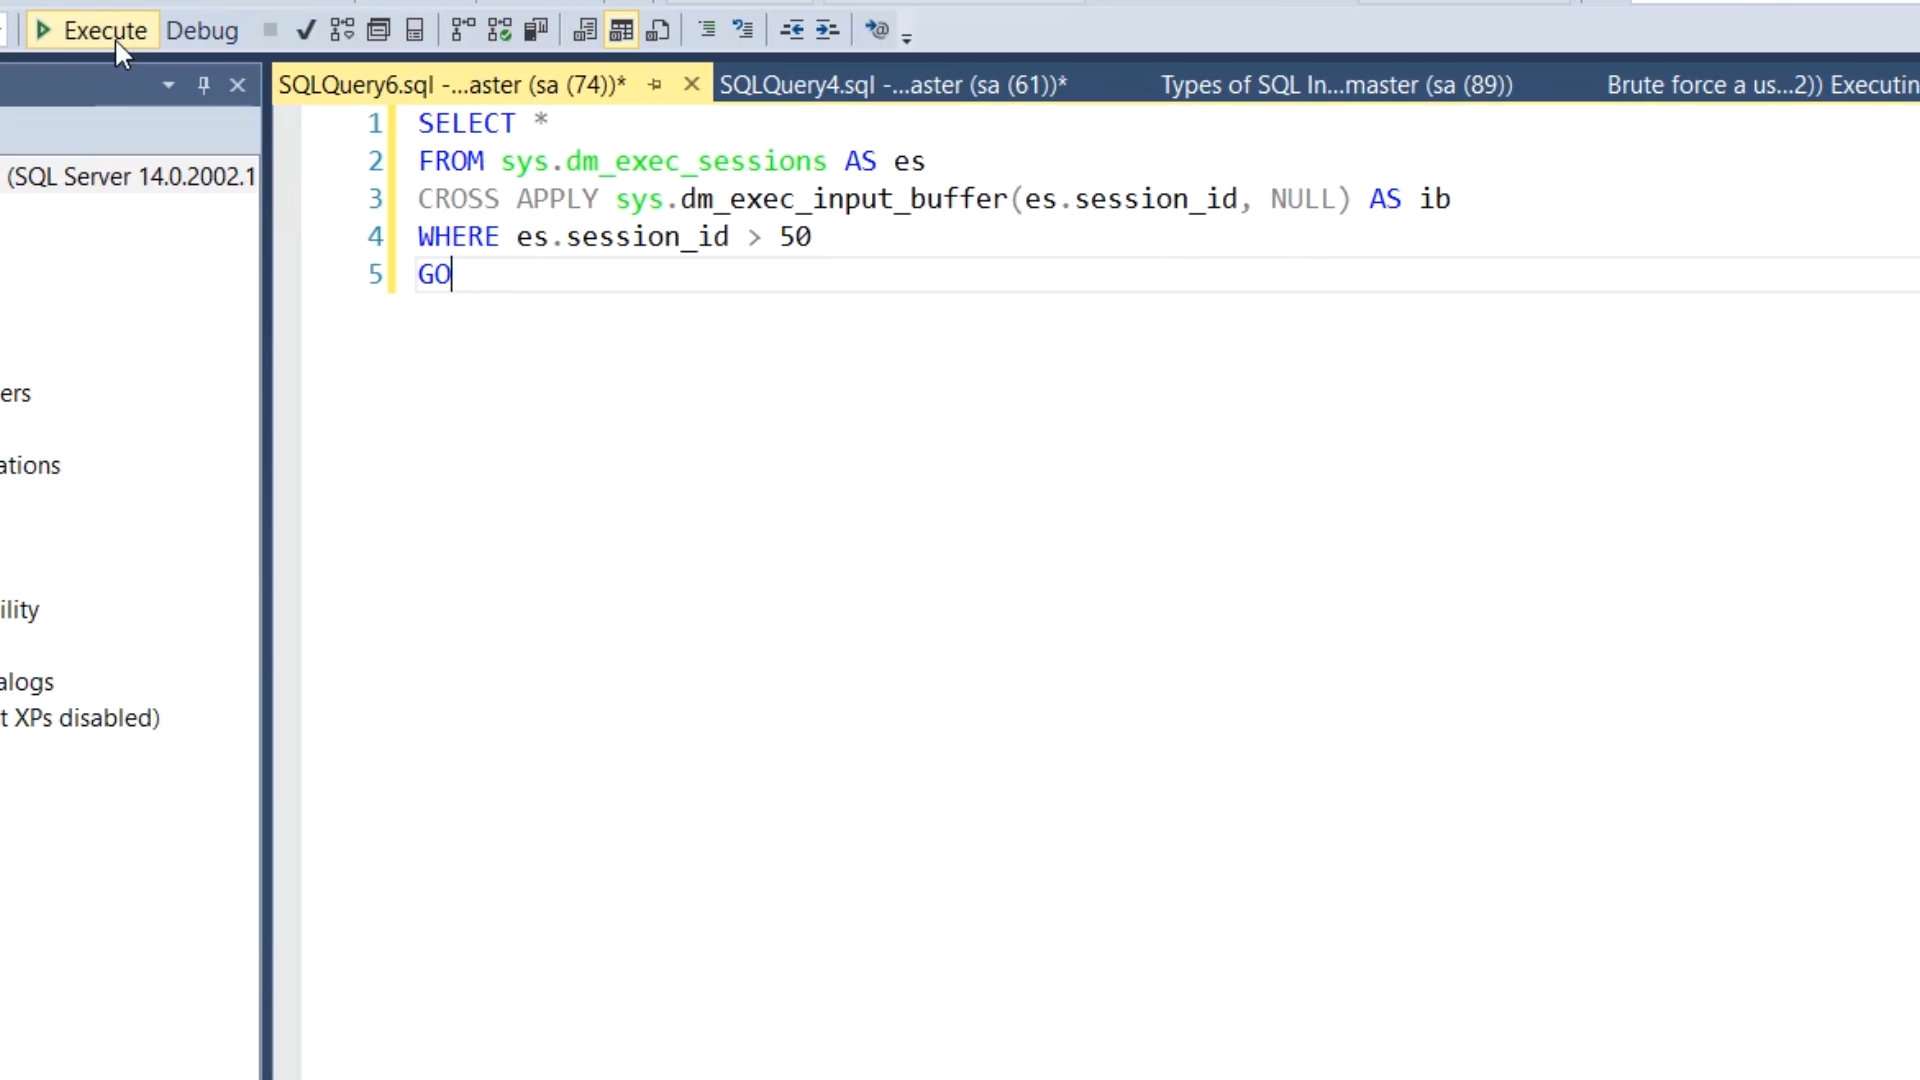 Execute Debug
SQLQuery6.sql -...aster (sa (74))* SQLQuery4.sql -...aster (sa (61))* Types of SQL In...master (sa (89)) Brute force a us...2)) Executin
(SQL Server 14.0.2002.1
1 SELECT *
2 FROM sys.dm_exec_sessions AS es
3 CROSS APPLY sys.dm_exec_input_buffer(es.session_id, NULL) AS ib
4 WHERE es.session_id > 50
5 GO
ers
ations
ility
alogs
t XPs disabled)